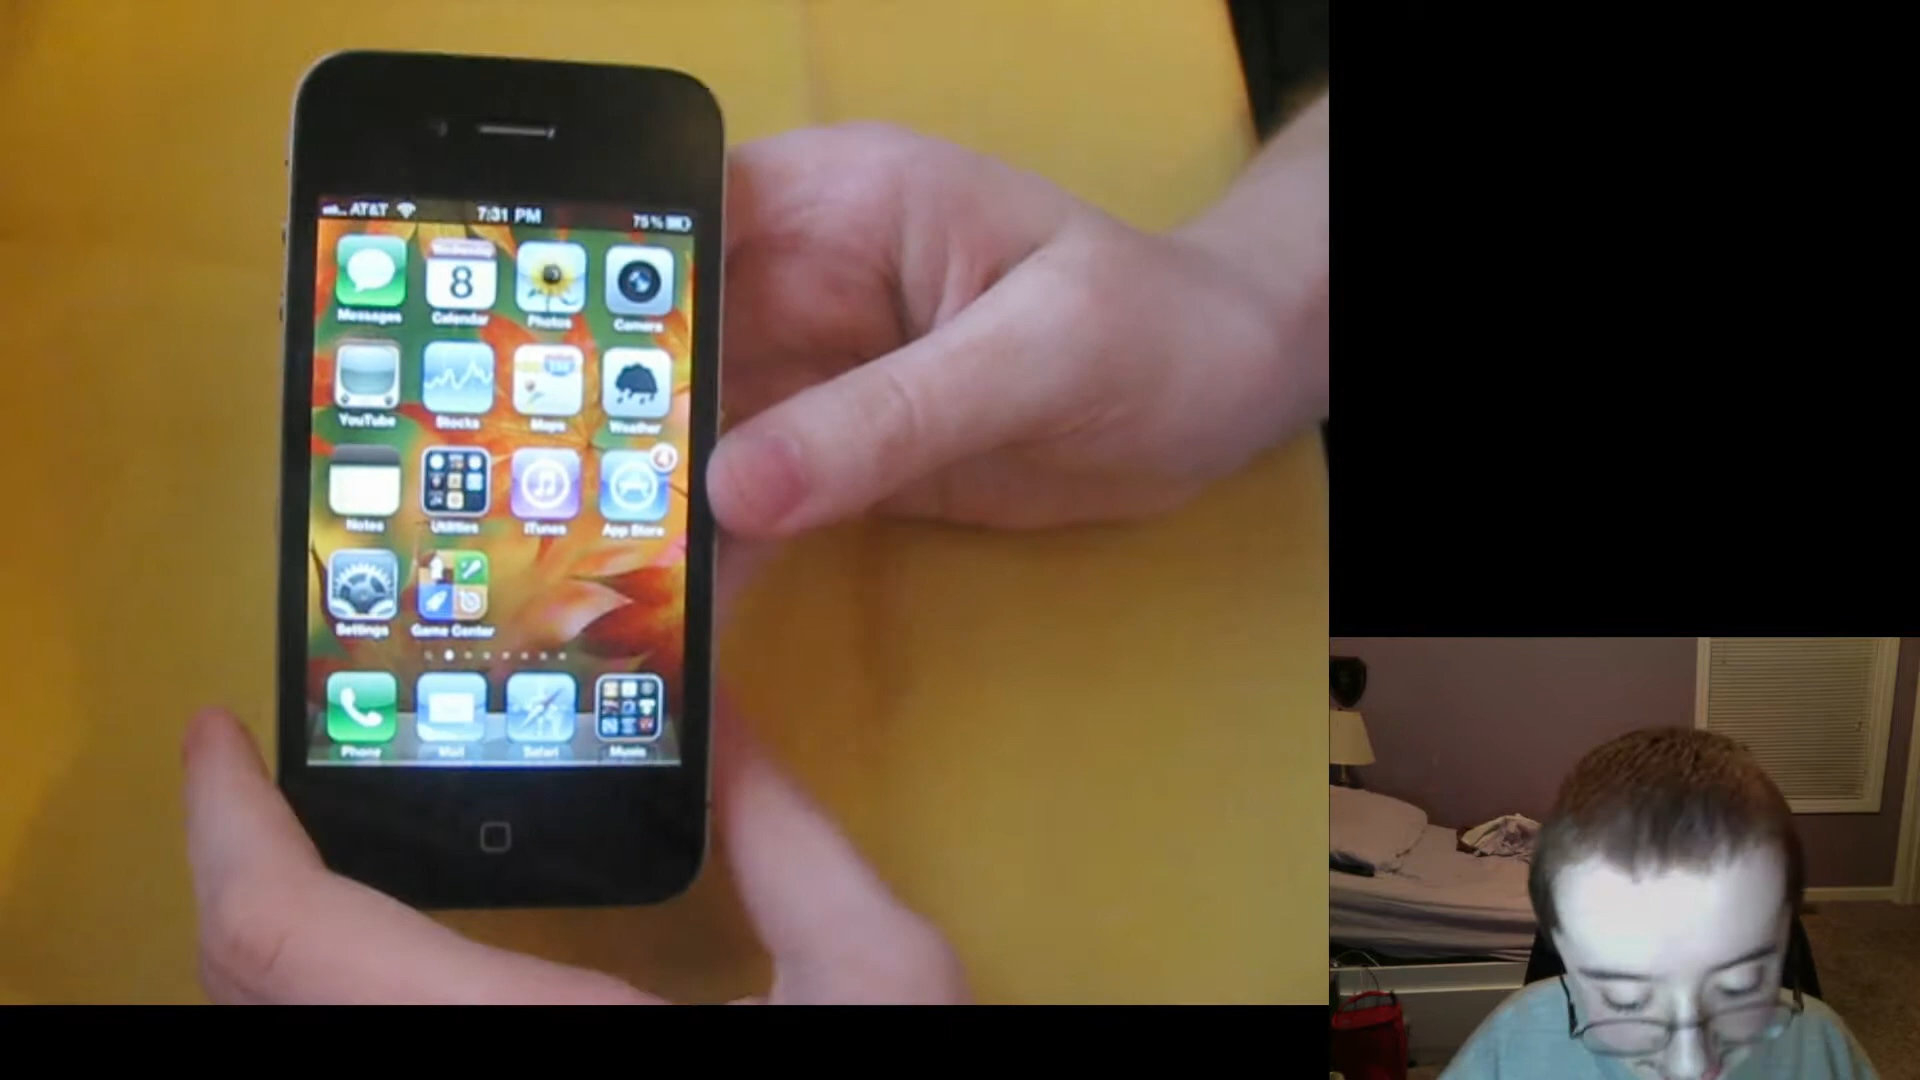 AT&T 7:31 PM 75%
8
Messages Calendar Photos Camera
YouTube Stocks Maps Weather
4
Notes Utilities iTunes App Store
Settings Game Center
Phone Mail Safari Music